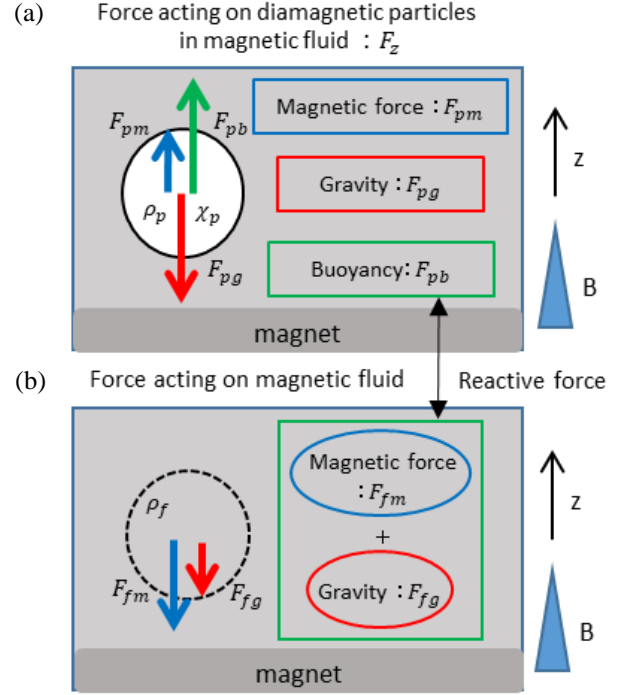 (a)
Force acting on diamagnetic particles
in magnetic fluid : F_z
F_pm
F_pb
Magnetic force : F_pm
ρ_p
χ_p
Gravity : F_pg
F_pg
Buoyancy: F_pb
z
B
magnet
(b)
Force acting on magnetic fluid
Reactive force
ρ_f
Magnetic force
: F_fm
+
F_fm
F_fg
Gravity : F_fg
z
B
magnet